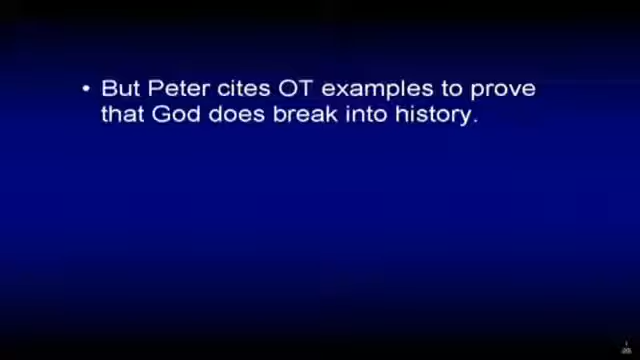 • But Peter cites OT examples to prove
that God does break into history.